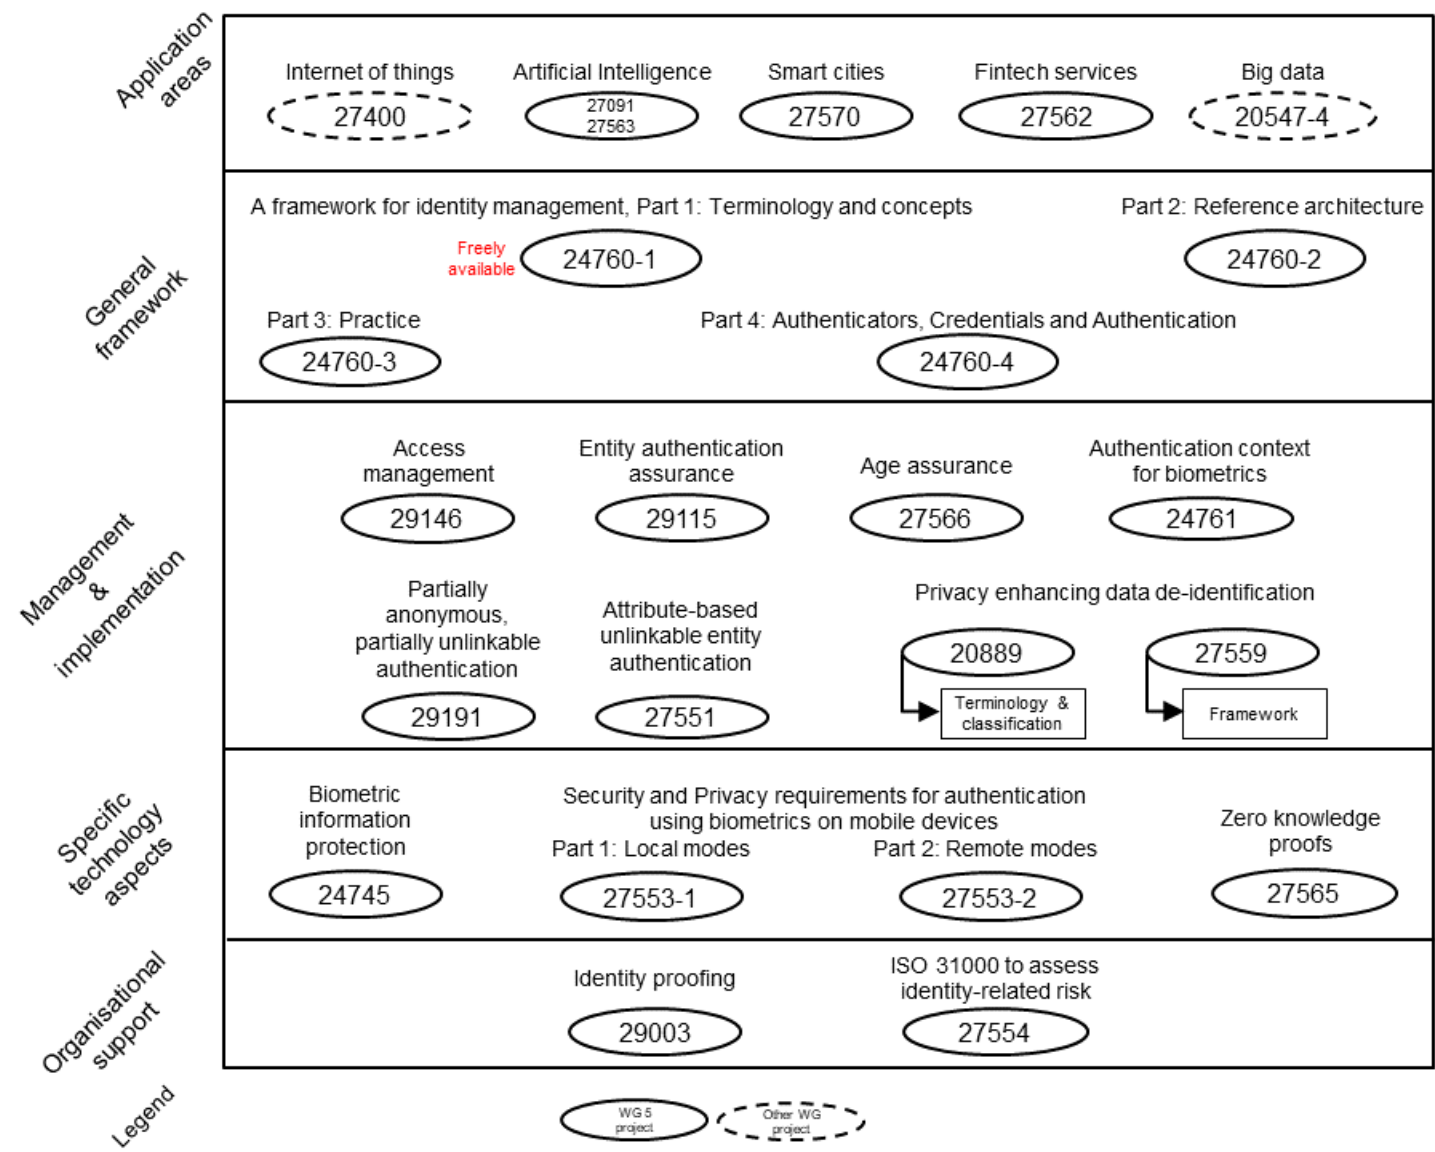 Application
areas
Internet of things
Artificial Intelligence
Smart cities
Fintech services
Big data
27400
27091
27563
27570
27562
20547-4
General
framework
A framework for identity management, Part 1: Terminology and concepts
Part 2: Reference architecture
Freely
available
24760-1
24760-2
Part 3: Practice
Part 4: Authenticators, Credentials and Authentication
24760-3
24760-4
Management
&
implementation
Access
management
29146
Entity authentication
assurance
29115
Age assurance
27566
Authentication context
for biometrics
24761
Partially
anonymous,
partially unlinkable
authentication
29191
Attribute-based
unlinkable entity
authentication
27551
Privacy enhancing data de-identification
20889
27559
Terminology &
classification
Framework
Specific
technology
aspects
Biometric
information
protection
24745
Security and Privacy requirements for authentication
using biometrics on mobile devices
Part 1: Local modes
Part 2: Remote modes
27553-1
27553-2
Zero knowledge
proofs
27565
Organisational
support
Identity proofing
29003
ISO 31000 to assess
identity-related risk
27554
Legend
WG 5
project
Other WG
project